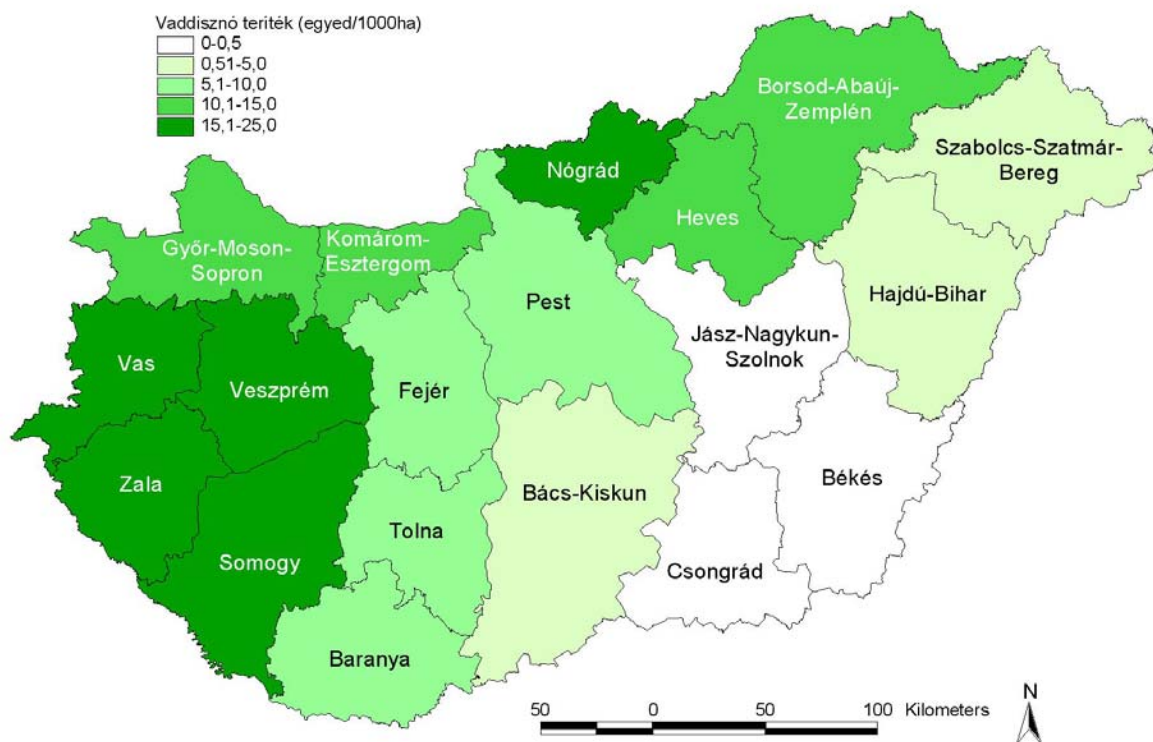 Vaddisznó teríték (egyed/1000ha)
0-0,5
0,51-5,0
5,1-10,0
10,1-15,0
15,1-25,0
Borsod-Abaúj-
Zemplén
Szabolcs-Szatmár-
Bereg
Nógrád
Heves
Győr-Moson-
Sopron
Komárom-
Esztergom
Hajdú-Bihar
Pest
Jász-Nagykun-
Szolnok
Vas
Veszprém
Fejér
Zala
Bács-Kiskun
Békés
Tolna
Somogy
Csongrád
Baranya
N
50 0 50 100 Kilometers